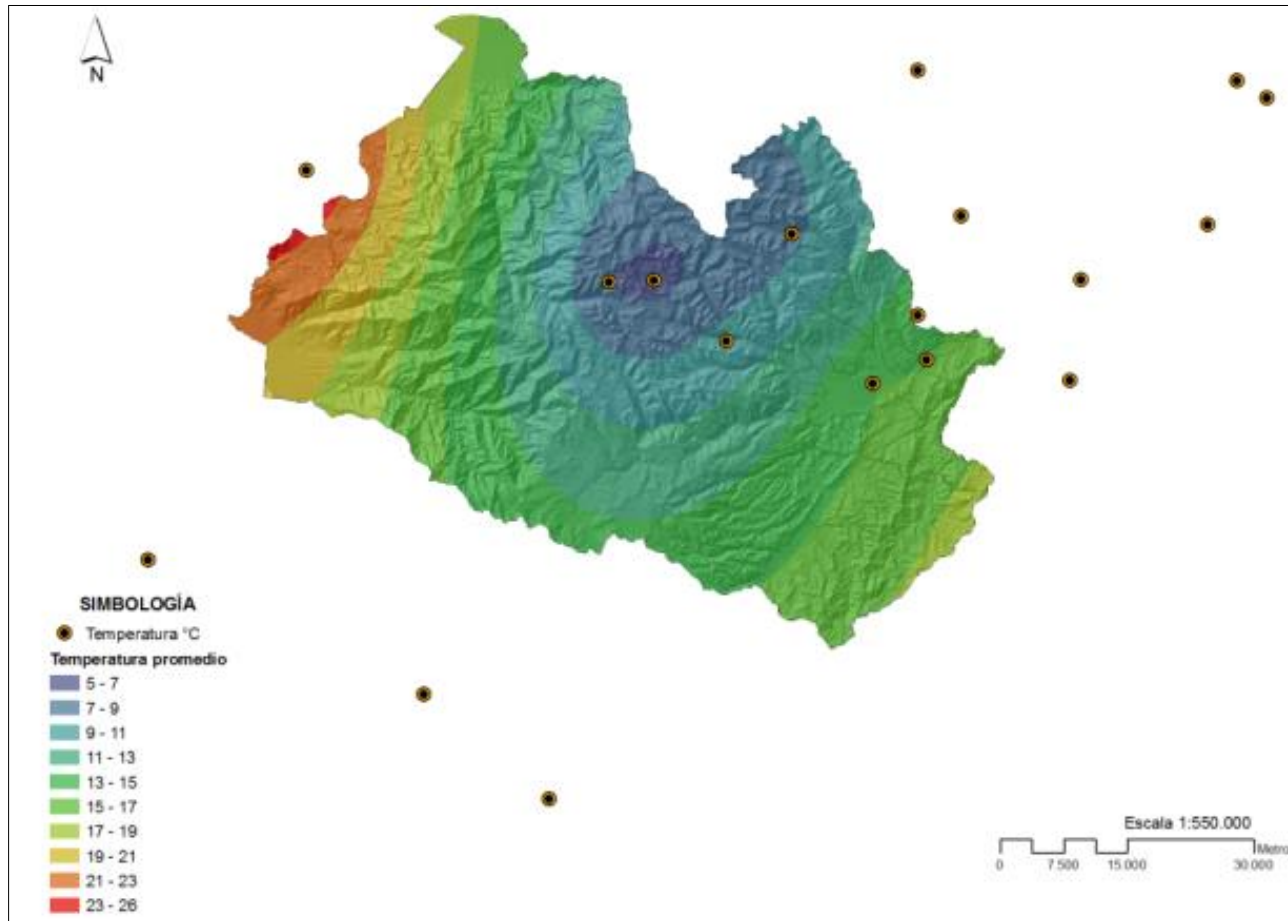 N
SIMBOLOGÍA
Temperatura °C
Temperatura promedio
5 - 7
7 - 9
9 - 11
11 - 13
13 - 15
15 - 17
17 - 19
19 - 21
21 - 23
23 - 26
Escala 1:550.000
Metro
0 7 500 15.000 30 000